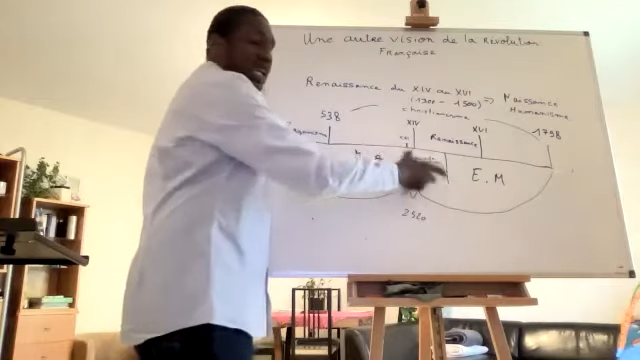 Une autre vision de la Révolution
Française
Renaissance du XIV au XVI
(1300 - 1500) => Naissance
Christianisme Humanisme
538
1798
XIV
XVI
Renaissance
E.M
2520